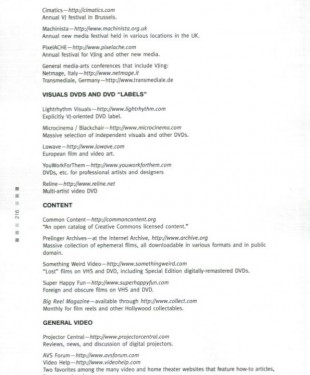 Cimatics—http://cimatics.com
Annual VJ festival in Brussels.
Machinista—http://www.machinista.org.uk
Annual new media festival held in various locations in the UK.
PixelACHE—http://www.pixelache.com
Annual festival for VJing and other new media.
General media-arts conferences that include VJing:
Netmage, Italy—http://www.netmage.it
Transmediale, Germany—http://www.transmediale.de
VISUALS DVDS AND DVD "LABELS"
Lightrhythm Visuals—http://www.lightrhythm.com
Explicitly VJ-oriented DVD label.
Microcinema / Blackchair—http://www.microcinema.com
Massive selection of independent visuals and other DVDs.
Lowave—http://www.lowave.com
European film and video art.
YouWorkForThem—http://www.youworkforthem.com
DVDs, etc. for professional artists and designers
Reline—http://www.reline.net
Multi-artist video DVD
210
CONTENT
Common Content—http://commoncontent.org
"An open catalog of Creative Commons licensed content."
Prelinger Archives—at the Internet Archive, http://www.archive.org
Massive collection of ephemeral films, all downloadable in various formats and in public
domain.
Something Weird Video—http://www.somethingweird.com
"Lost" films on VHS and DVD, including Special Edition digitally-remastered DVDs.
Super Happy Fun—http://www.superhappyfun.com
Foreign and obscure films on VHS and DVD.
Big Reel Magazine—available through http://www.collect.com
Monthly for film reels and other Hollywood collectables.
GENERAL VIDEO
Projector Central—http://www.projectorcentral.com
Reviews, news, and discussion of digital projectors.
AVS Forum—http://www.avsforum.com
Video Help—http://www.videohelp.com
Two favorites among the many video and home theater websites that feature how-to articles,